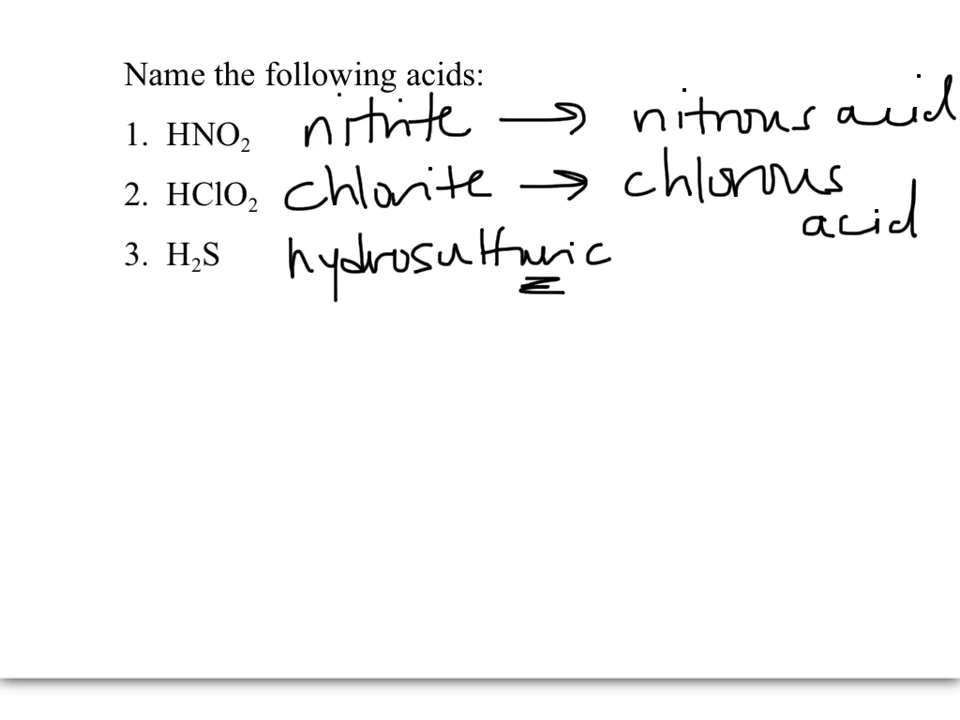 Name the following acids:
1. HNO₂ nitrite → nitrous acid
2. HClO₂ chlorite → chlorous
acid
3. H₂S hydrosulfuric